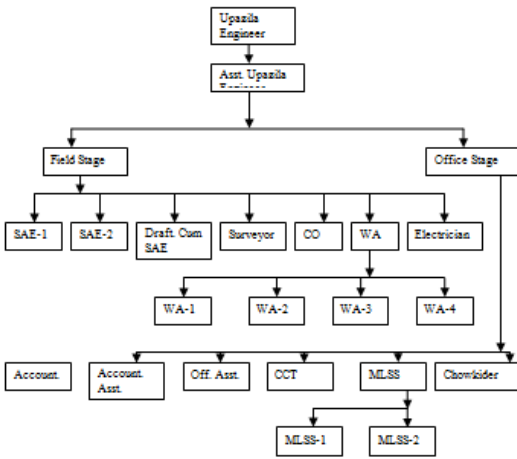 Upazila
Engineer
Asst. Upazila
Engineer
Field Stage
Office Stage
SAE-1
SAE-2
Draft. Cum
SAE
Surveyor
CO
WA
Electrician
WA-1
WA-2
WA-3
WA-4
Account.
Account.
Asst.
Off. Asst.
CCT
MLSS
Chowkider
MLSS-1
MLSS-2